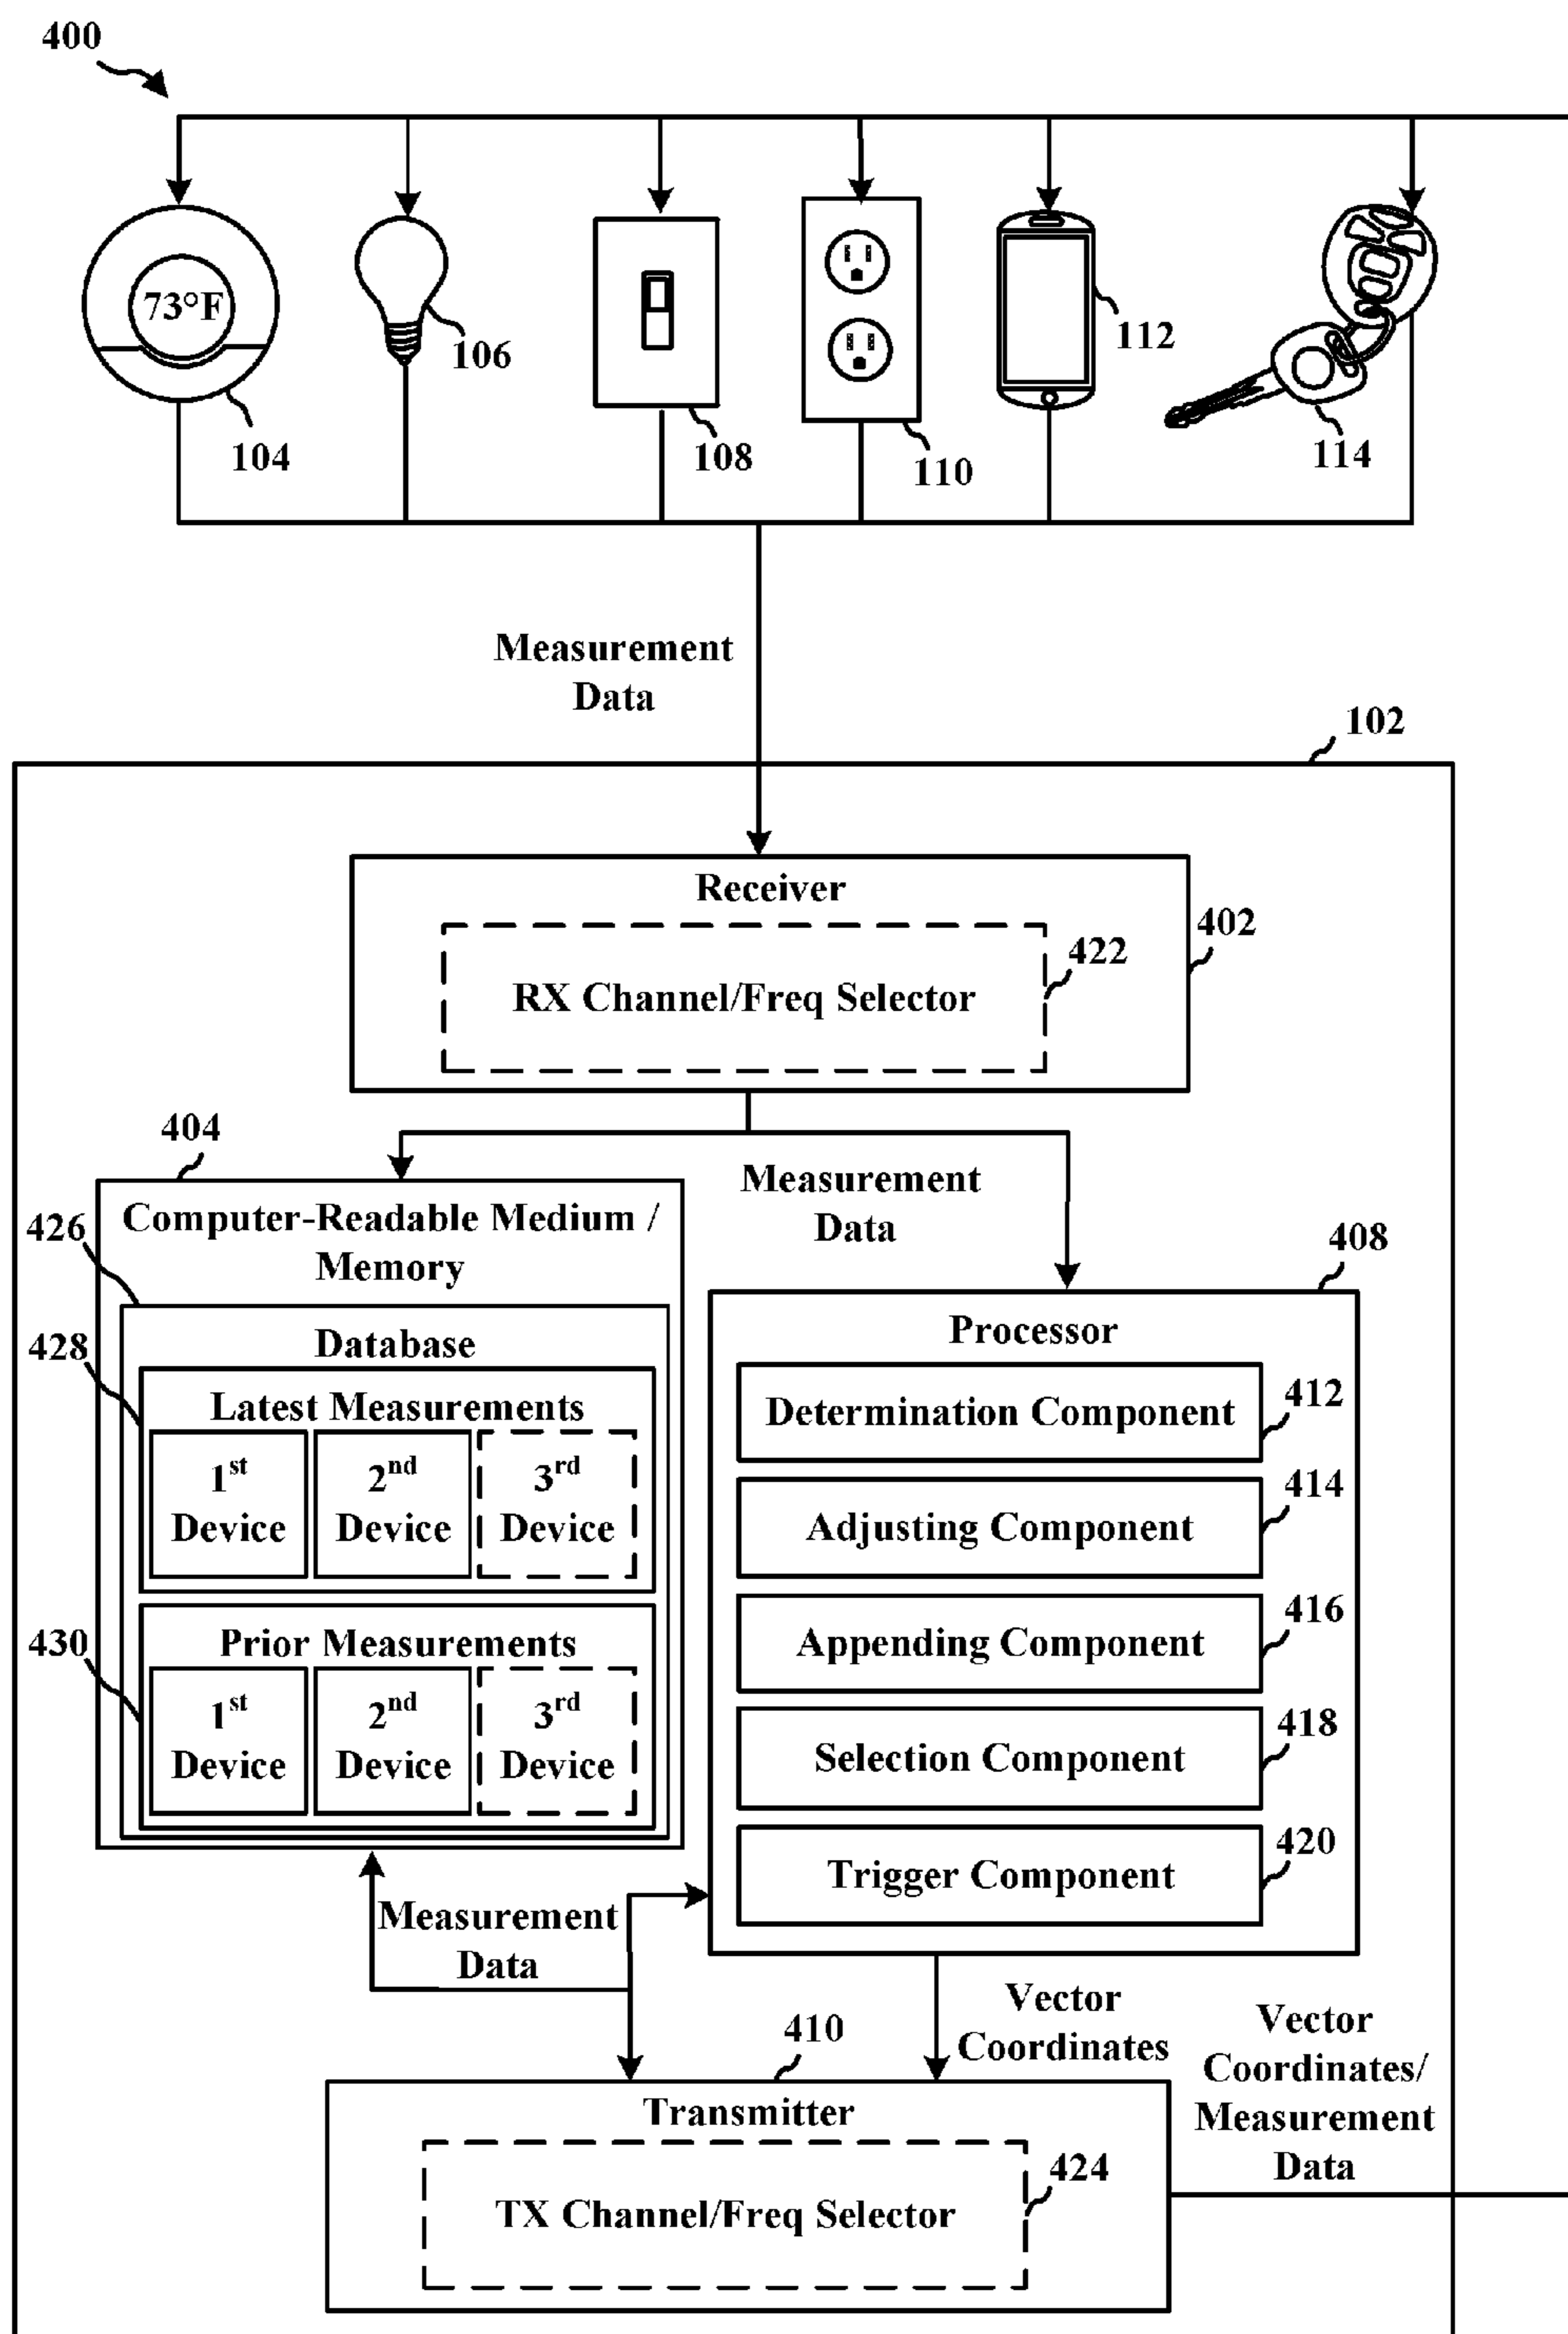 400
73°F
104
106
108
110
112
114
Measurement
Data
102
Receiver
402
RX Channel/Freq Selector
422
404
Measurement
Data
Computer-Readable Medium /
Memory
426
Database
428
Latest Measurements
1st
Device
2nd
Device
3rd
Device
430
Prior Measurements
1st
Device
2nd
Device
3rd
Device
408
Processor
Determination Component
412
Adjusting Component
414
Appending Component
416
Selection Component
418
Trigger Component
420
Measurement
Data
Vector
Coordinates
410
Transmitter
TX Channel/Freq Selector
424
Vector
Coordinates/
Measurement
Data